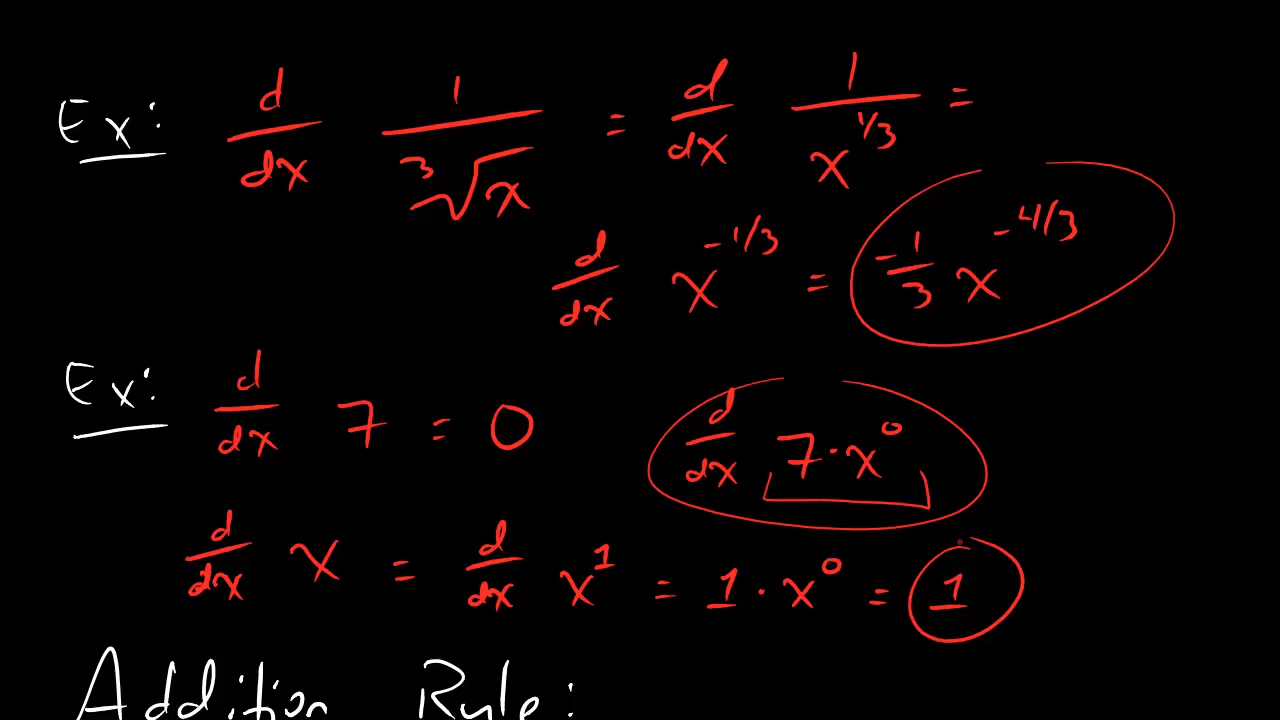 Ex: d/dx 1/∛x = d/dx 1/x^(1/3) =
d/dx x^(-1/3) = -1/3 x^(-4/3)
Ex: d/dx 7 = 0 d/dx 7·x^0
d/dx x = d/dx x^1 = 1·x^0 = 1
Addition Rule: